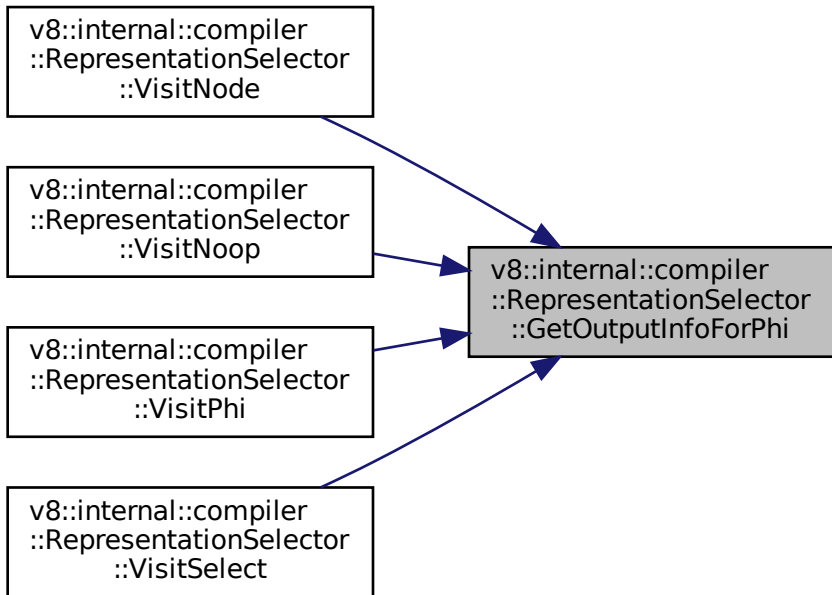 v8::internal::compiler
::RepresentationSelector
::VisitNode
v8::internal::compiler
::RepresentationSelector
::VisitNoop
v8::internal::compiler
::RepresentationSelector
::GetOutputInfoForPhi
v8::internal::compiler
::RepresentationSelector
::VisitPhi
v8::internal::compiler
::RepresentationSelector
::VisitSelect